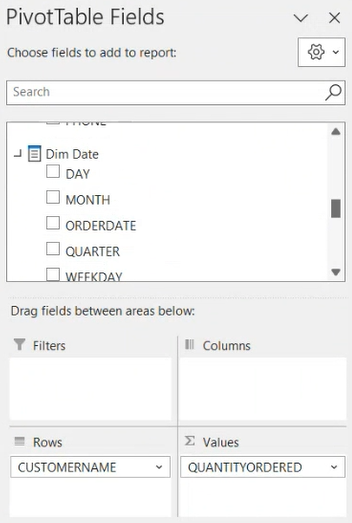 PivotTable Fields
Choose fields to add to report:
Search
PHONE
Dim Date
DAY
MONTH
ORDERDATE
QUARTER
WEEKDAY
Drag fields between areas below:
Filters
Columns
Rows
Σ Values
CUSTOMERNAME
QUANTITYORDERED